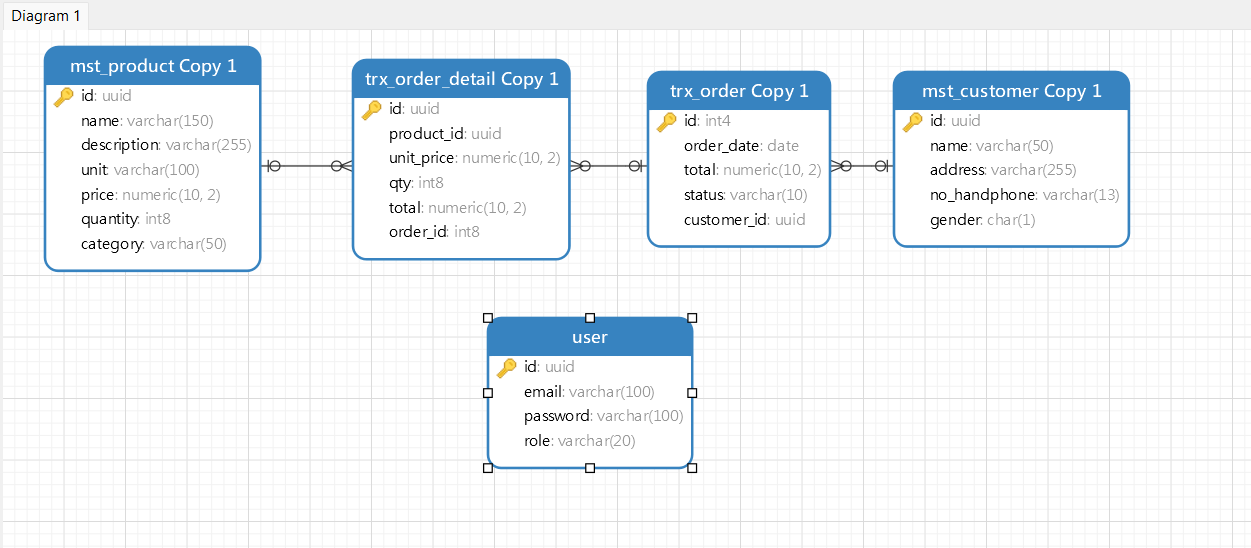 Diagram 1
mst_product Copy 1
id: uuid
name: varchar(150)
description: varchar(255)
unit: varchar(100)
price: numeric(10, 2)
quantity: int8
category: varchar(50)
trx_order_detail Copy 1
id: uuid
product_id: uuid
unit_price: numeric(10, 2)
qty: int8
total: numeric(10, 2)
order_id: int8
trx_order Copy 1
id: int4
order_date: date
total: numeric(10, 2)
status: varchar(10)
customer_id: uuid
mst_customer Copy 1
id: uuid
name: varchar(50)
address: varchar(255)
no_handphone: varchar(13)
gender: char(1)
user
id: uuid
email: varchar(100)
password: varchar(100)
role: varchar(20)